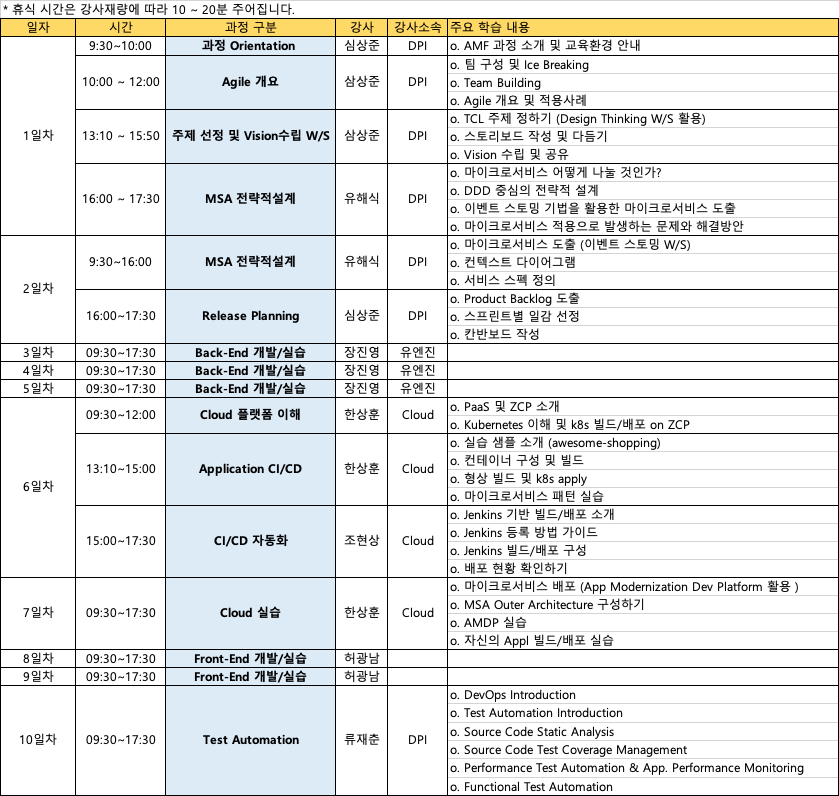 * 휴식 시간은 강사재량에 따라 10 ~ 20분 주어집니다.
일자 시간 과정 구분 강사 강사소속 주요 학습 내용
1일차
9:30~10:00 과정 Orientation 심상준 DPI o. AMF 과정 소개 및 교육환경 안내
10:00 ~ 12:00 Agile 개요 삼상준 DPI
o. 팀 구성 및 Ice Breaking
o. Team Building
o. Agile 개요 및 적용사례
13:10 ~ 15:50 주제 선정 및 Vision수립 W/S 삼상준 DPI
o. TCL 주제 정하기 (Design Thinking W/S 활용)
o. 스토리보드 작성 및 다듬기
o. Vision 수립 및 공유
16:00 ~ 17:30 MSA 전략적설계 유해식 DPI
o. 마이크로서비스 어떻게 나눌 것인가?
o. DDD 중심의 전략적 설계
o. 이벤트 스토밍 기법을 활용한 마이크로서비스 도출
o. 마이크로서비스 적용으로 발생하는 문제와 해결방안
2일차
9:30~16:00 MSA 전략적설계 유해식 DPI
o. 마이크로서비스 도출 (이벤트 스토밍 W/S)
o. 컨텍스트 다이어그램
o. 서비스 스펙 정의
16:00~17:30 Release Planning 심상준 DPI
o. Product Backlog 도출
o. 스프린트별 일감 선정
o. 칸반보드 작성
3일차 09:30~17:30 Back-End 개발/실습 장진영 유엔진
4일차 09:30~17:30 Back-End 개발/실습 장진영 유엔진
5일차 09:30~17:30 Back-End 개발/실습 장진영 유엔진
6일차
09:30~12:00 Cloud 플랫폼 이해 한상훈 Cloud
o. PaaS 및 ZCP 소개
o. Kubernetes 이해 및 k8s 빌드/배포 on ZCP
13:10~15:00 Application CI/CD 한상훈 Cloud
o. 실습 샘플 소개 (awesome-shopping)
o. 컨테이너 구성 및 빌드
o. 형상 빌드 및 k8s apply
o. 마이크로서비스 패턴 실습
15:00~17:30 CI/CD 자동화 조현상 Cloud
o. Jenkins 기반 빌드/배포 소개
o. Jenkins 등록 방법 가이드
o. Jenkins 빌드/배포 구성
o. 배포 현황 확인하기
7일차 09:30~17:30 Cloud 실습 한상훈 Cloud
o. 마이크로서비스 배포 (App Modernization Dev Platform 활용 )
o. MSA Outer Architecture 구성하기
o. AMDP 실습
o. 자신의 Appl 빌드/배포 실습
8일차 09:30~17:30 Front-End 개발/실습 허광남
9일차 09:30~17:30 Front-End 개발/실습 허광남
10일차 09:30~17:30 Test Automation 류재춘 DPI
o. DevOps Introduction
o. Test Automation Introduction
o. Source Code Static Analysis
o. Source Code Test Coverage Management
o. Performance Test Automation & App. Performance Monitoring
o. Functional Test Automation